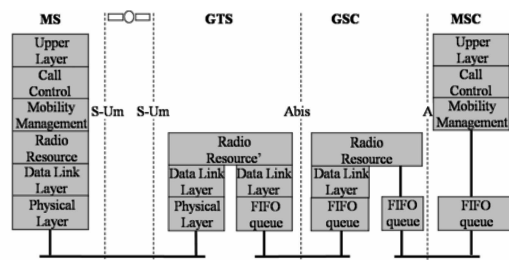 MS
GTS
GSC
MSC
Upper
Layer
Call
Control
Mobility
Management
Radio
Resource
Data Link
Layer
Physical
Layer
S-Um
S-Um
Radio
Resource'
Data Link
Layer
Physical
Layer
Data Link
Layer
FIFO
queue
Abis
Radio
Resource
Data Link
Layer
FIFO
queue
FIFO
queue
A
Upper
Layer
Call
Control
Mobility
Management
FIFO
queue